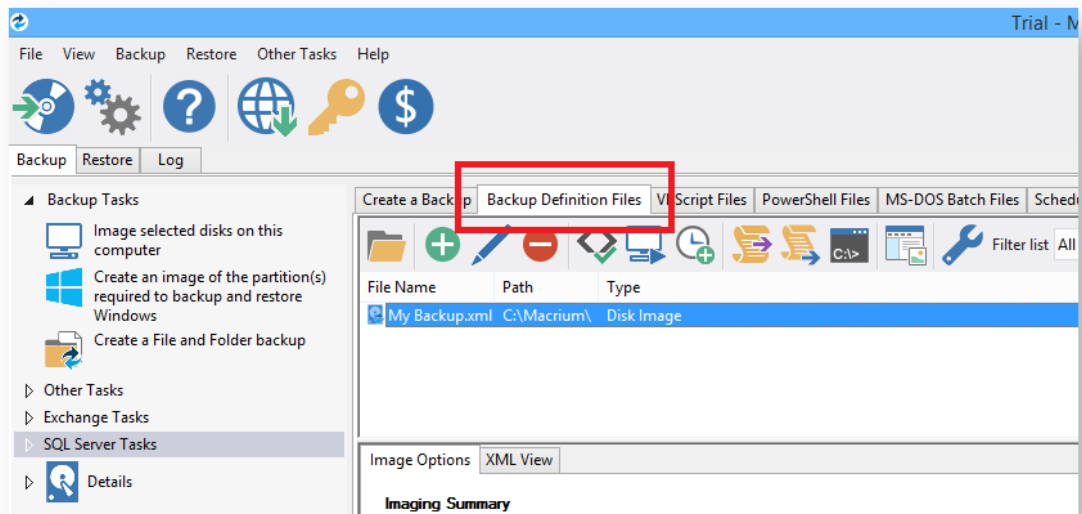 Trial - M
File View Backup Restore Other Tasks Help
Backup Restore Log
Backup Tasks
Image selected disks on this
computer
Create an image of the partition(s)
required to backup and restore
Windows
Create a File and Folder backup
Other Tasks
Exchange Tasks
SQL Server Tasks
Details
Create a Backup Backup Definition Files Script Files PowerShell Files MS-DOS Batch Files Sched
C:\>
Filter list All
File Name Path Type
My Backup.xml C:\Macrium\ Disk Image
Image Options XML View
Imaging Summary